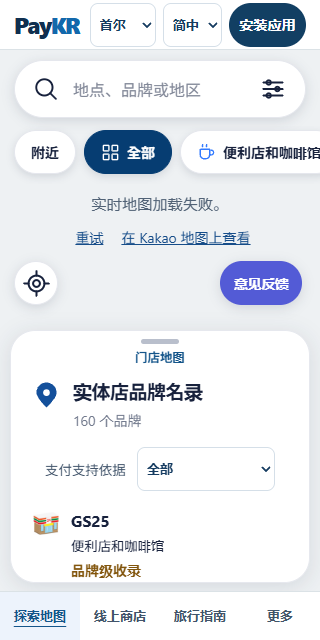 PayKR 首尔 简中 安装应用
地点、品牌或地区
附近 全部 便利店和咖啡馆
实时地图加载失败。
重试 在 Kakao 地图上查看
意见反馈
门店地图
实体店品牌名录
160 个品牌
支付支持依据 全部
GS25
便利店和咖啡馆
品牌级收录
探索地图 线上商店 旅行指南 更多